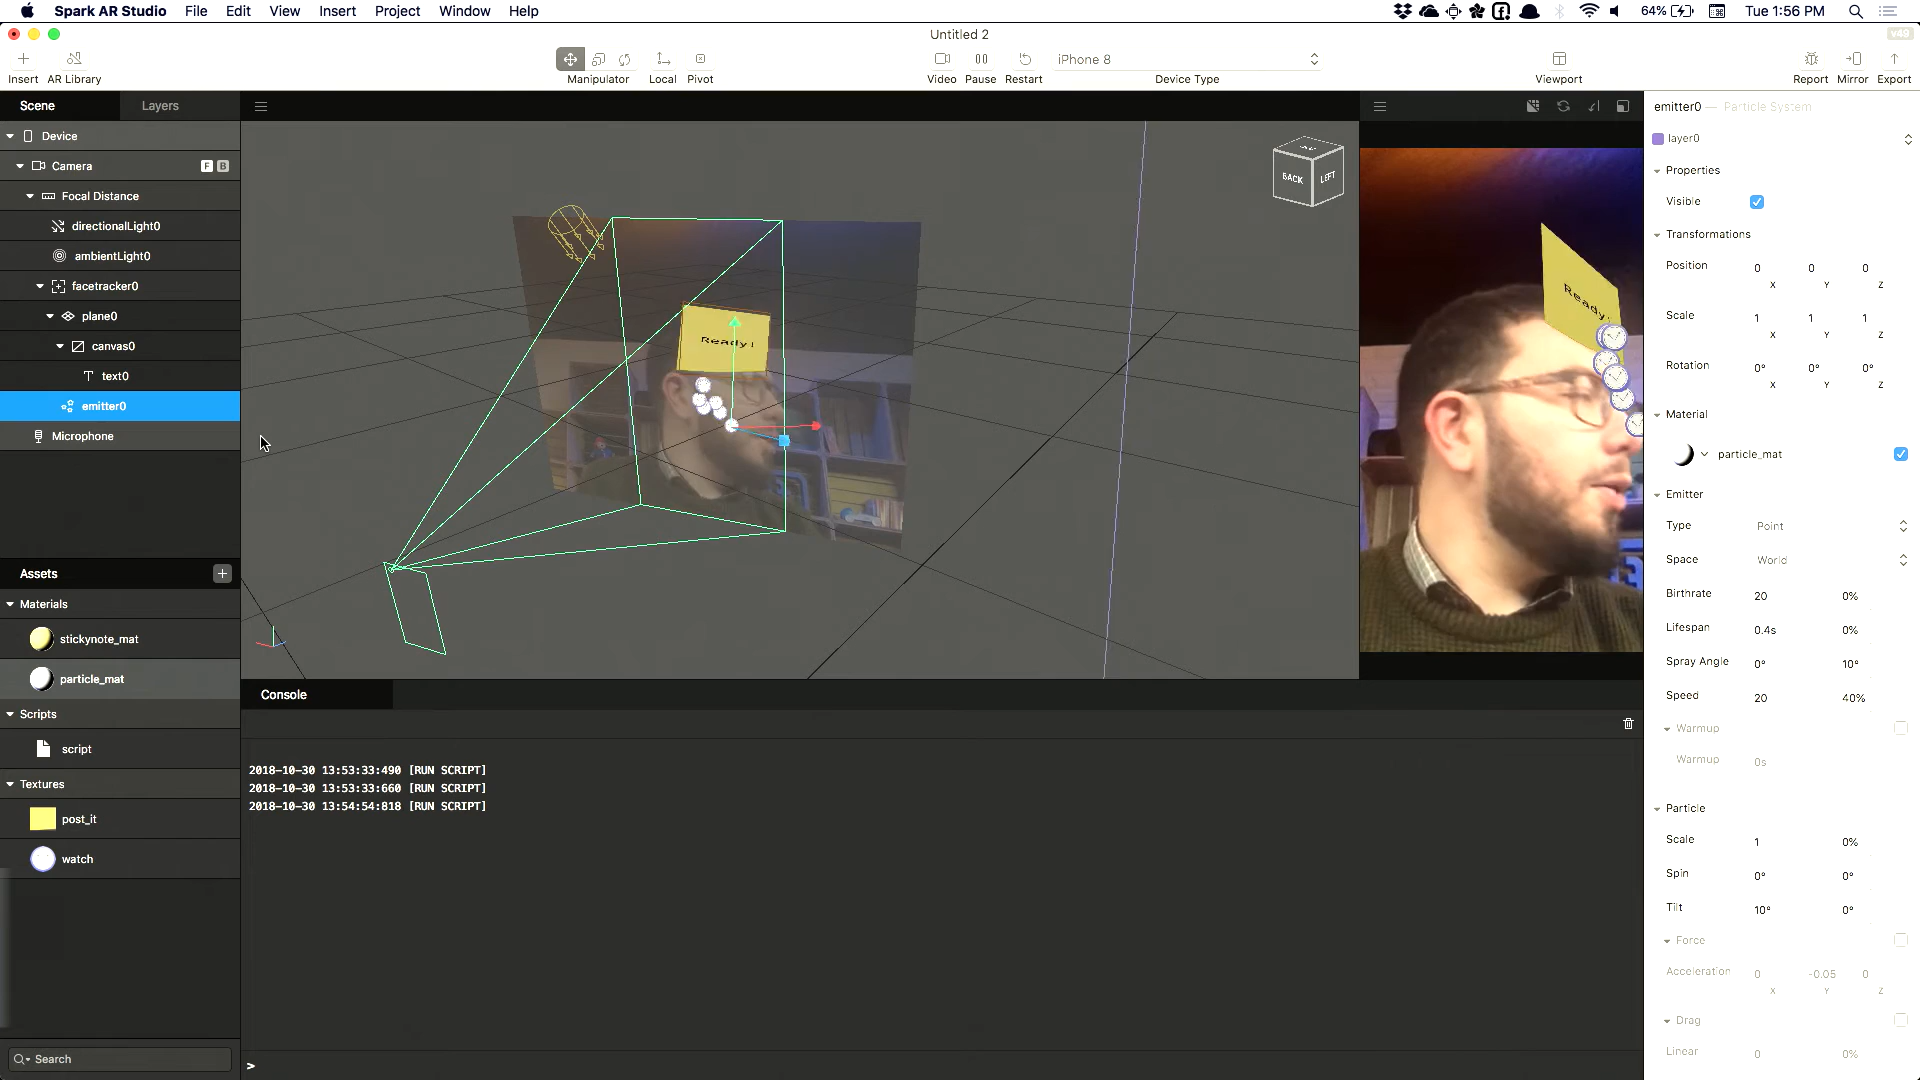 Spark AR Studio File Edit View Insert Project Window Help 64% Tue 1:56 PM
Untitled 2 v49
Insert AR Library Manipulator Local Pivot Video Pause Restart iPhone 8 Device Type Viewport Report Mirror Export
Scene Layers
Device
Camera F B
Focal Distance
directionalLight0
ambientLight0
facetracker0
plane0
canvas0
text0
emitter0
Microphone
Assets
Materials
stickynote_mat
particle_mat
Scripts
script
Textures
post_it
watch
Search
BACK LEFT
Ready!
Ready!
Console
2018-10-30 13:53:33:490 [RUN SCRIPT]
2018-10-30 13:53:33:660 [RUN SCRIPT]
2018-10-30 13:54:54:818 [RUN SCRIPT]
>
emitter0 — Particle System
layer0
Properties
Visible
Transformations
Position 0 0 0
X Y Z
Scale 1 1 1
X Y Z
Rotation 0° 0° 0°
X Y Z
Material
particle_mat
Emitter
Type Point
Space World
Birthrate 20 0%
Lifespan 0.4s 0%
Spray Angle 0° 10°
Speed 20 40%
Warmup
Warmup 0s
Particle
Scale 1 0%
Spin 0° 0°
Tilt 10° 0°
Force
Acceleration 0 -0.05 0
X Y Z
Drag
Linear 0 0%